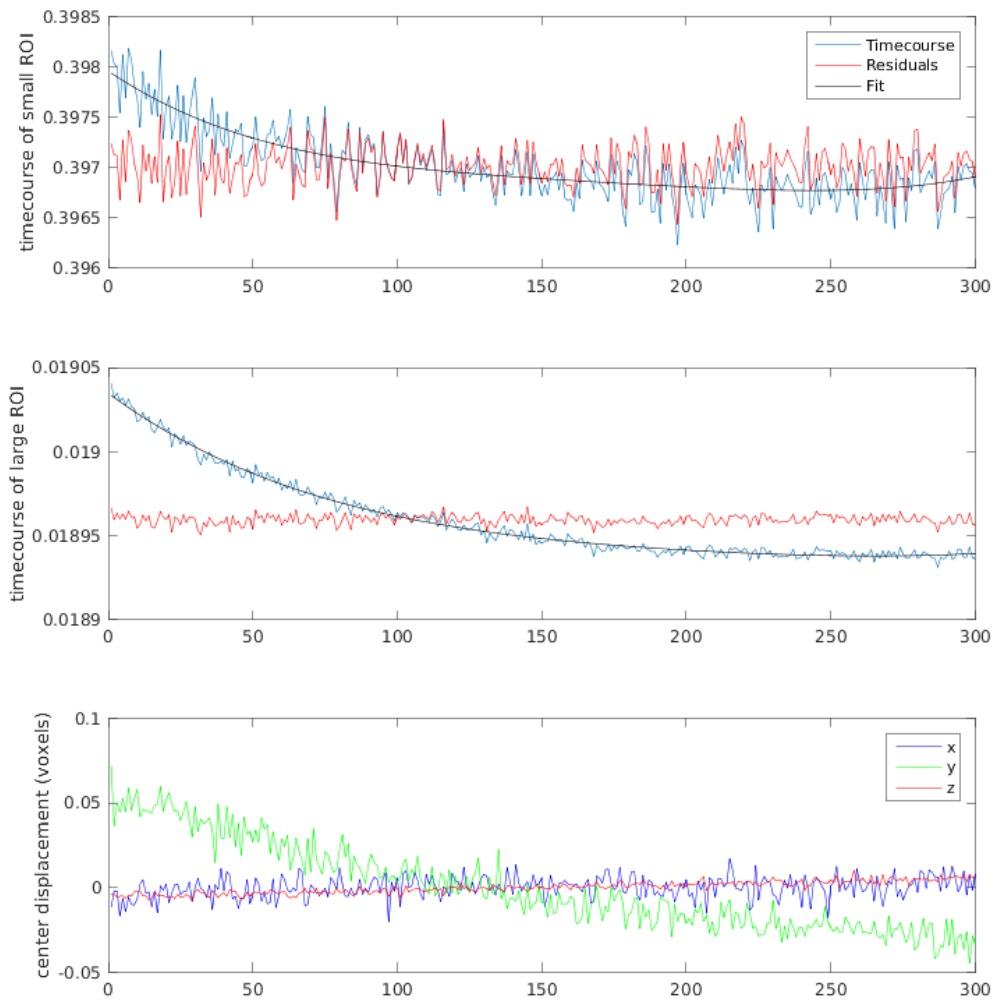 timecourse of small ROI
0.3985
0.398
0.3975
0.397
0.3965
0.396
Timecourse
Residuals
Fit
0 50 100 150 200 250 300
timecourse of large ROI
0.01905
0.019
0.01895
0.0189
0 50 100 150 200 250 300
center displacement (voxels)
0.1
0.05
0
-0.05
x
y
z
0 50 100 150 200 250 300